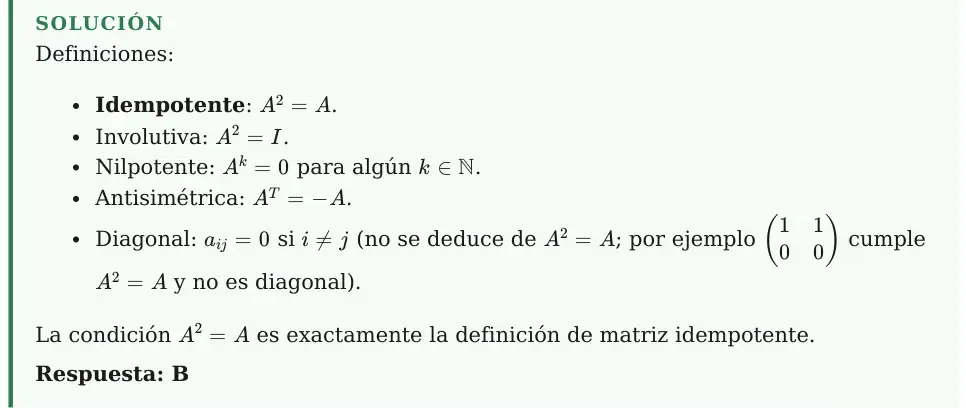 SOLUCIÓN
Definiciones:
• Idempotente: A² = A.
• Involutiva: A² = I.
• Nilpotente: Aᵏ = 0 para algún k ∈ ℕ.
• Antisimétrica: Aᵀ = −A.
• Diagonal: aᵢⱼ = 0 si i ≠ j (no se deduce de A² = A; por ejemplo (1 1 / 0 0) cumple
A² = A y no es diagonal).
La condición A² = A es exactamente la definición de matriz idempotente.
Respuesta: B